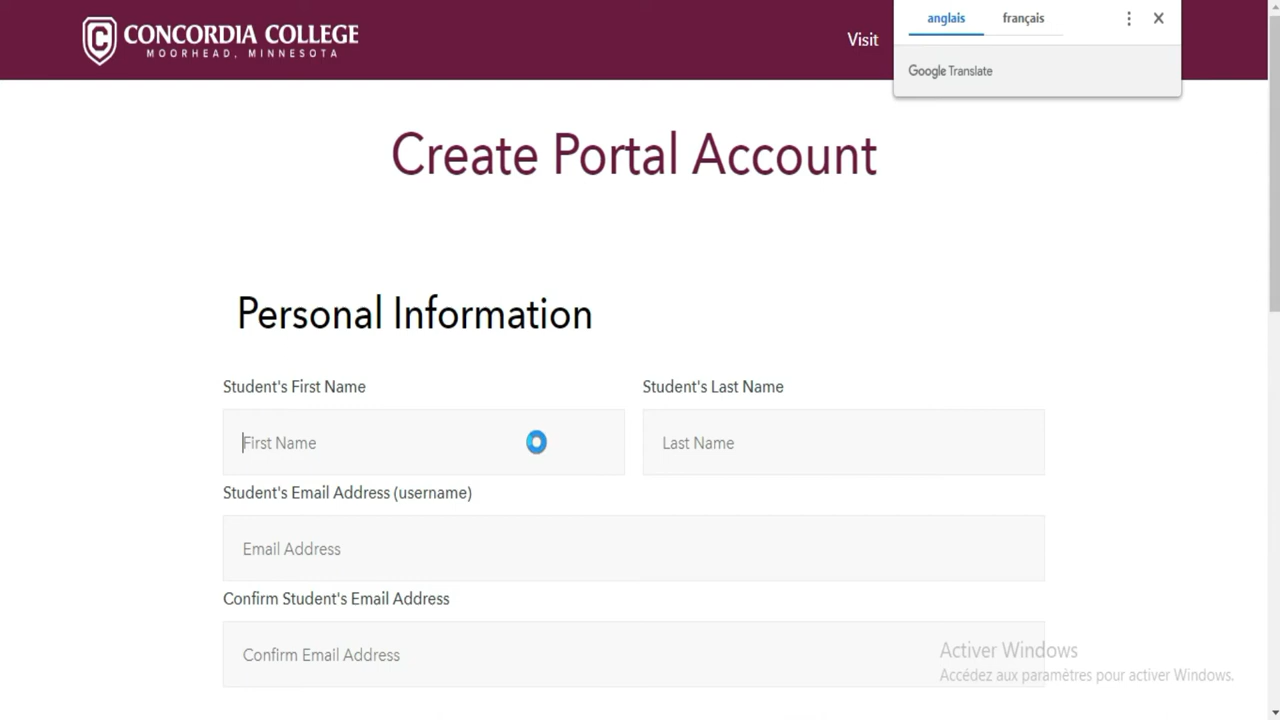 CONCORDIA COLLEGE
MOORHEAD, MINNESOTA
Visit
anglais
français
Google Translate
Create Portal Account
Personal Information
Student's First Name
Student's Last Name
First Name
Last Name
Student's Email Address (username)
Email Address
Confirm Student's Email Address
Confirm Email Address
Activer Windows
Accédez aux paramètres pour activer Windows.